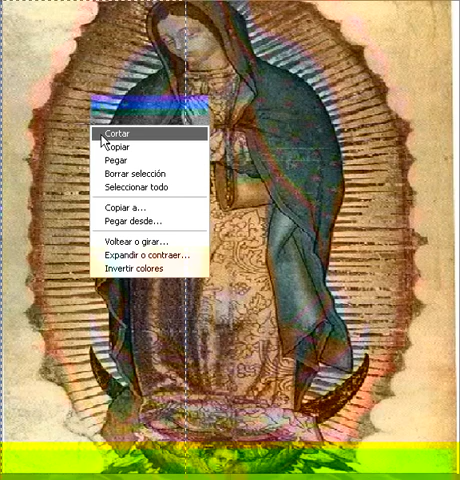 Cortar
Copiar
Pegar
Borrar selección
Seleccionar todo
Copiar a...
Pegar desde...
Voltear o girar...
Expandir o contraer...
Invertir colores